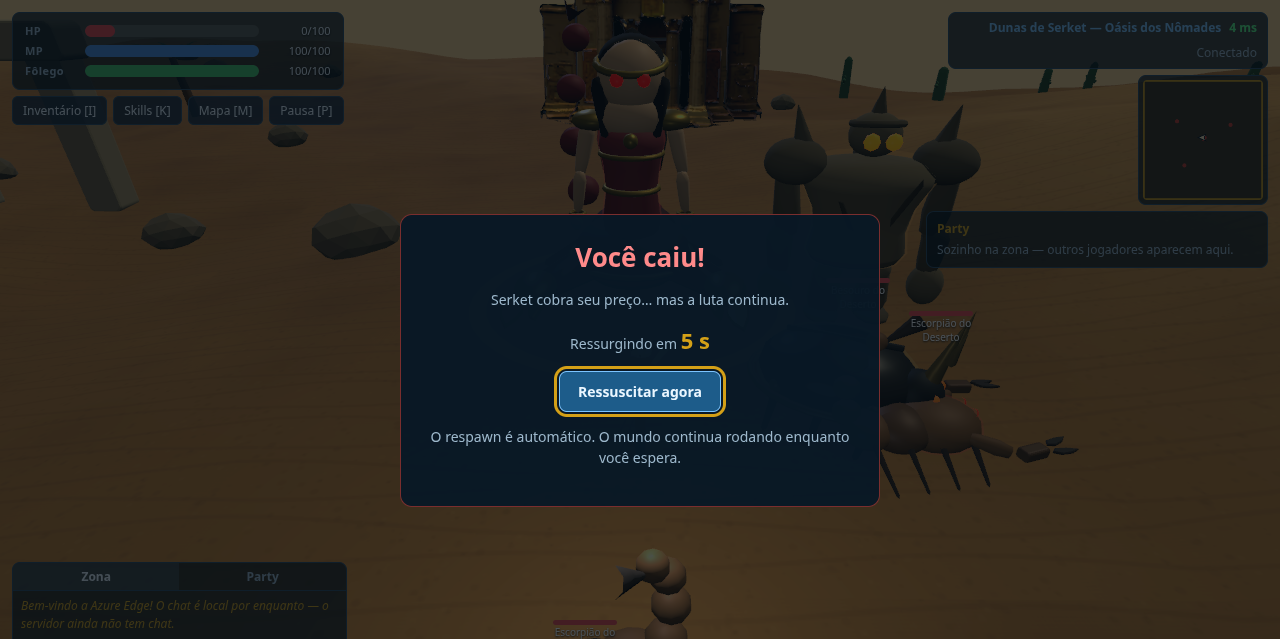 HP 0/100
MP 100/100
Fôlego 100/100
Inventário [I] Skills [K] Mapa [M] Pausa [P]
Dunas de Serket — Oásis dos Nômades 4 ms
Conectado
Party
Sozinho na zona — outros jogadores aparecem aqui.
Você caiu!
Serket cobra seu preço... mas a luta continua.
Ressurgindo em 5 s
Ressuscitar agora
O respawn é automático. O mundo continua rodando enquanto
você espera.
Escorpião do
Deserto
Zona Party
Bem-vindo a Azure Edge! O chat é local por enquanto — o
servidor ainda não tem chat.
Escorpião do